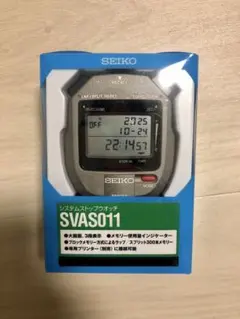 SEIKO
OFF
2.725
10-24
22:14'57
SEIKO
システムストップウオッチ
SVAS011
●大画面、3段表示 ●メモリー使用量インジケーター
●ブロックメモリー方式によるラップ/スプリット300本メモリー
●専用プリンター(別売)に接続可能